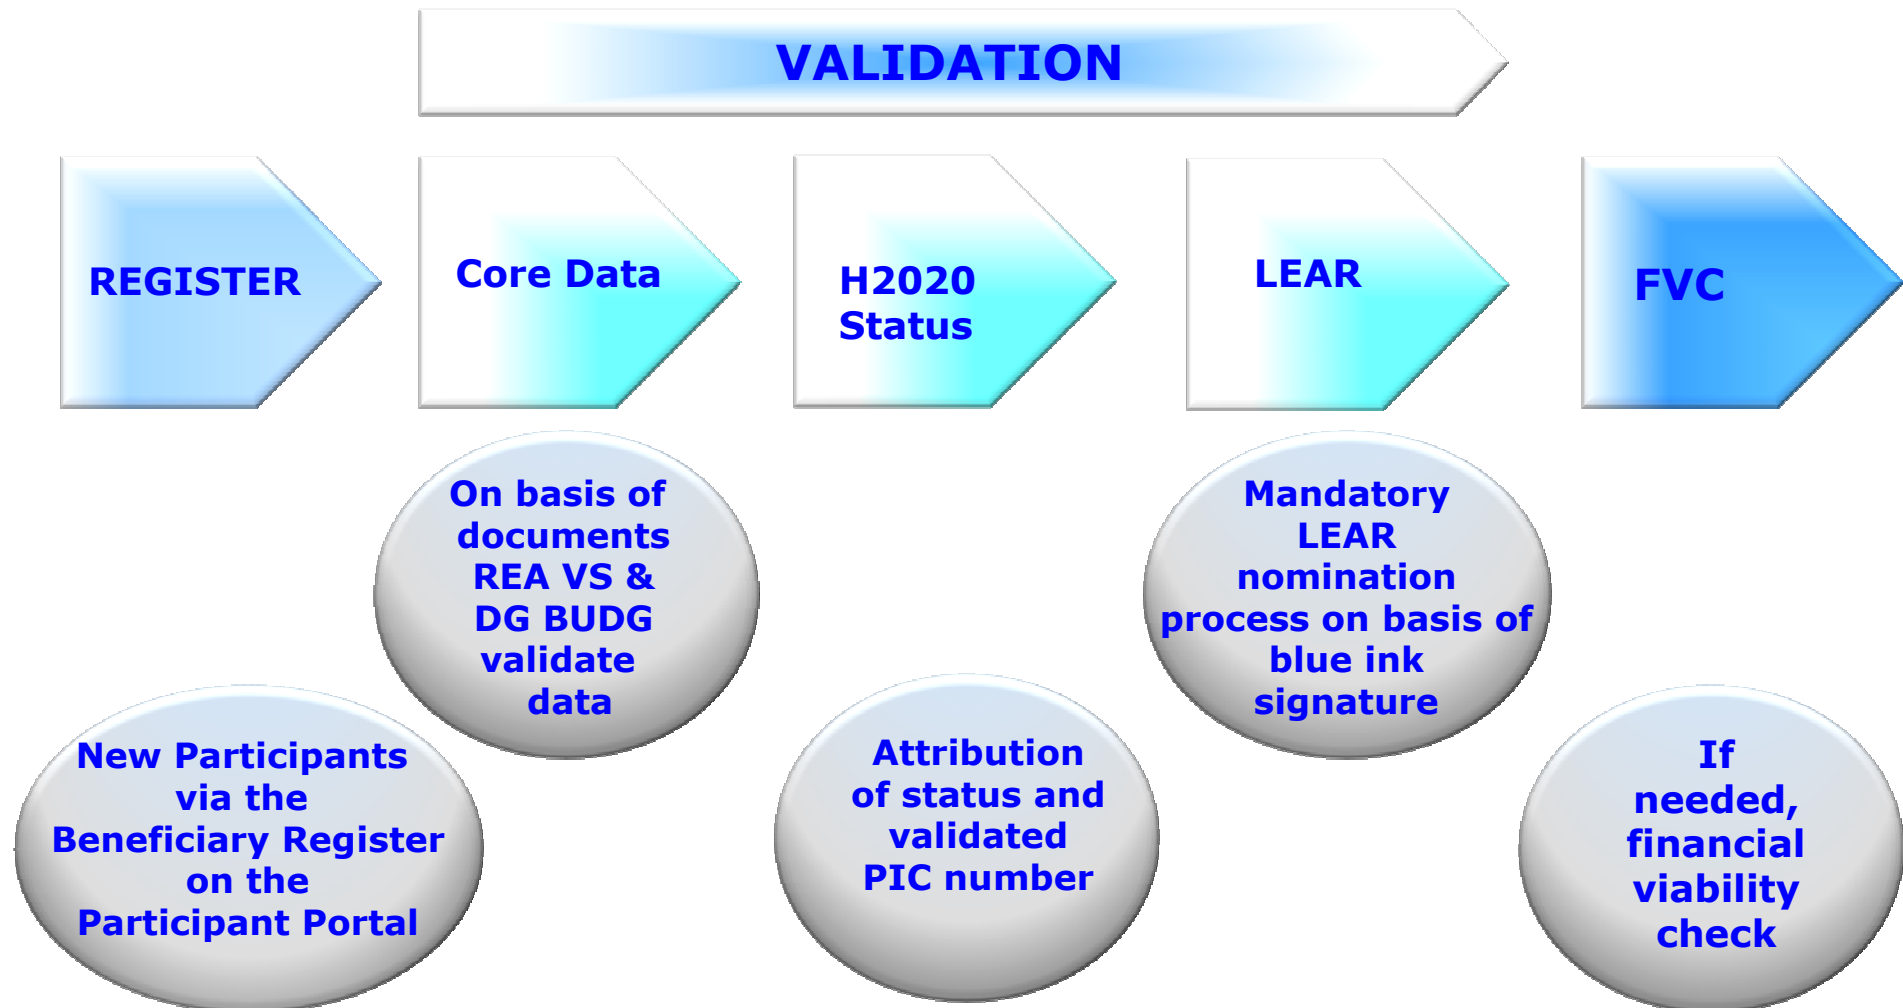 VALIDATION
REGISTER
Core Data
H2020
Status
LEAR
FVC
On basis of
documents
REA VS &
DG BUDG
validate
data
Mandatory
LEAR
nomination
process on basis of
blue ink
signature
New Participants
via the
Beneficiary Register
on the
Participant Portal
Attribution
of status and
validated
PIC number
If
needed,
financial
viability
check